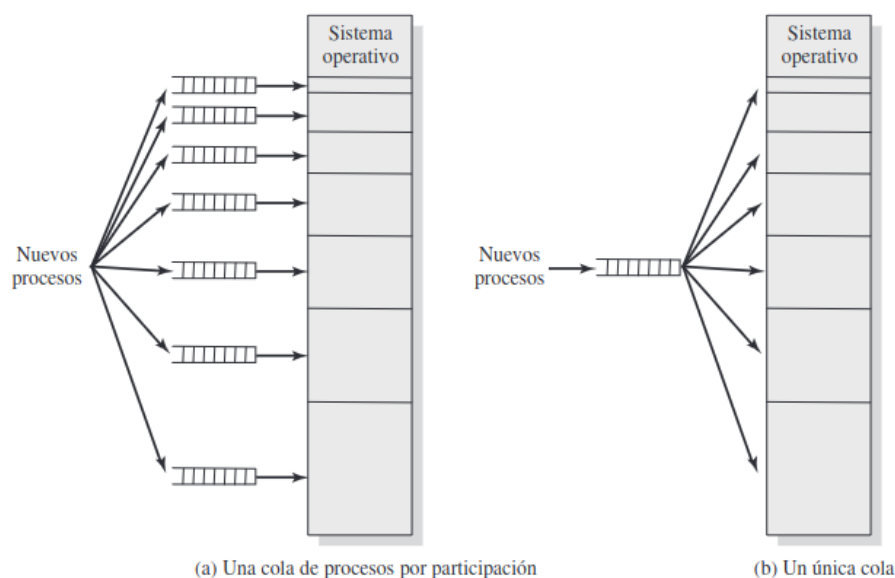 Sistema
operativo
Nuevos
procesos
(a) Una cola de procesos por participación
Sistema
operativo
Nuevos
procesos
(b) Un única cola